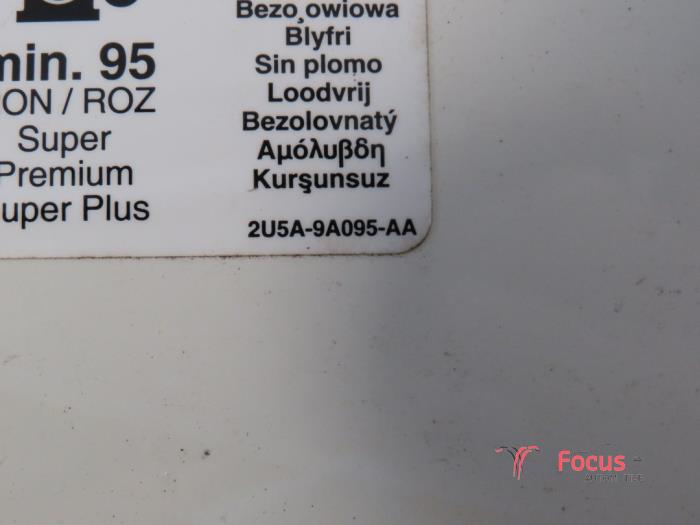 Bezo¸owiowa
Blyfri
min. 95
Sin plomo
ON / ROZ
Loodvrij
Super
Bezolovnatý
Premium
Αμόλυβδη
uper Plus
Kurşunsuz
2U5A-9A095-AA
Focus